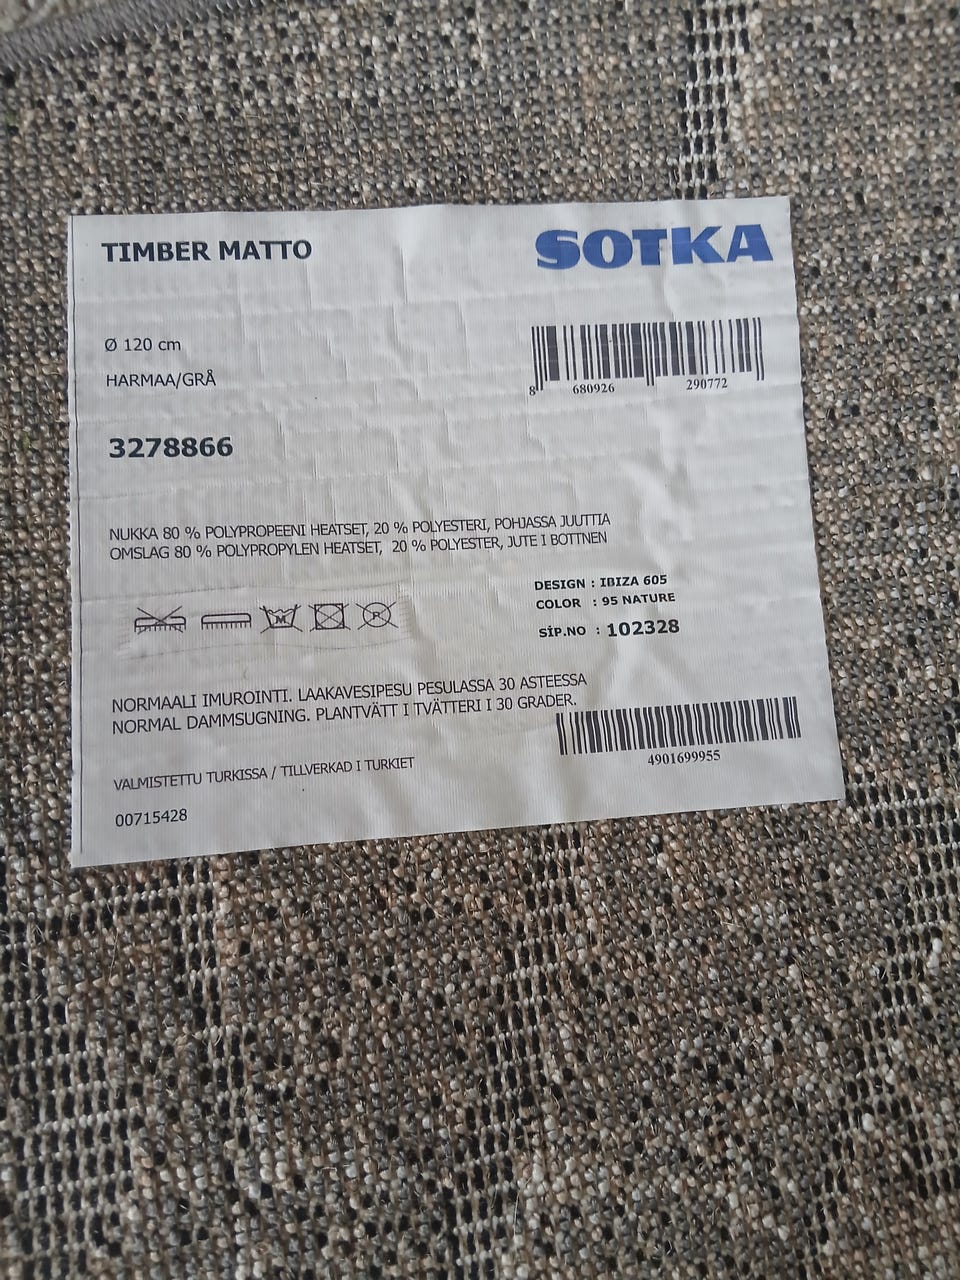 TIMBER MATTO
SOTKA
Ø 120 cm
HARMAA/GRÅ
8 680926 290772
3278866
NUKKA 80 % POLYPROPEENI HEATSET, 20 % POLYESTERI, POHJASSA JUUTTIA
OMSLAG 80 % POLYPROPYLEN HEATSET, 20 % POLYESTER, JUTE I BOTTNEN
DESIGN : IBIZA 605
COLOR : 95 NATURE
SİP.NO : 102328
M
P
NORMAALI IMUROINTI. LAAKAVESIPESU PESULASSA 30 ASTEESSA
NORMAL DAMMSUGNING. PLANTVÄTT I TVÄTTERI I 30 GRADER.
4901699955
VALMISTETTU TURKISSA / TILLVERKAD I TURKIET
00715428